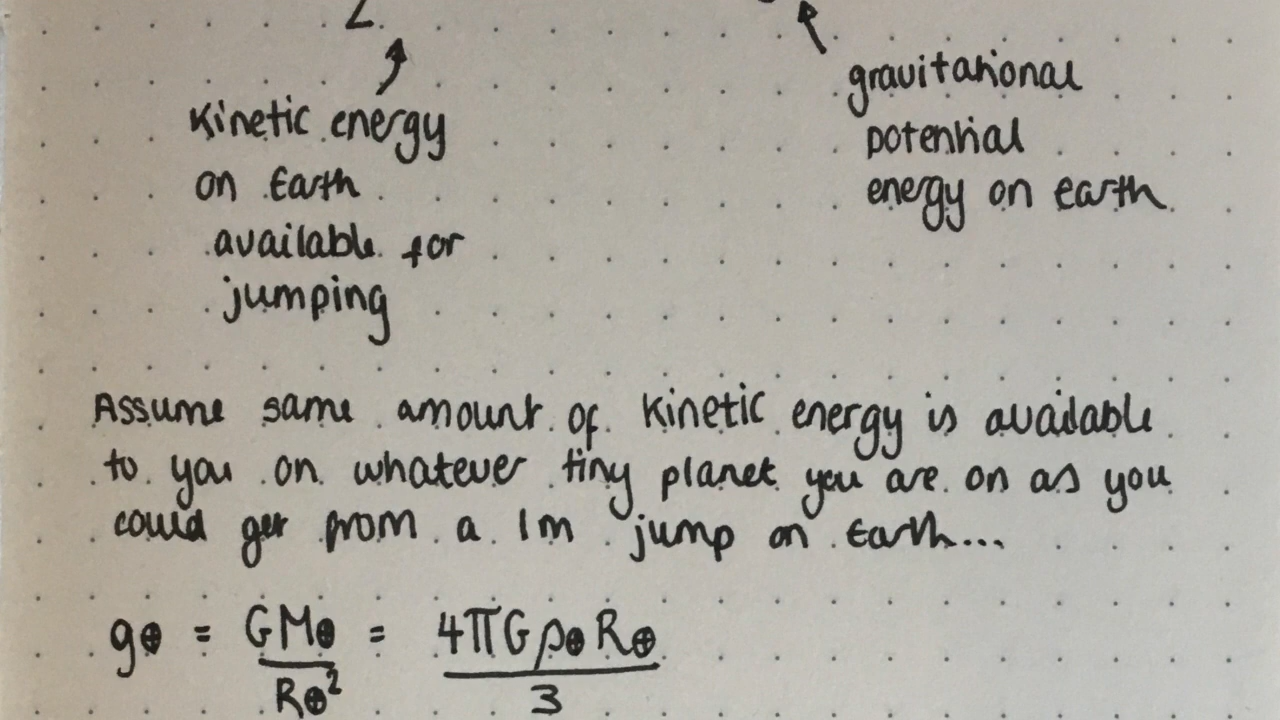 2
gravitational
Kinetic energy
potential
on Earth
energy on earth
available for
jumping
Assume same amount of kinetic energy is available
to you on whatever tiny planet you are on as you
could get from a 1m jump on Earth...
g⊕ = GM⊕ / R⊕² = 4πGρ⊕R⊕ / 3